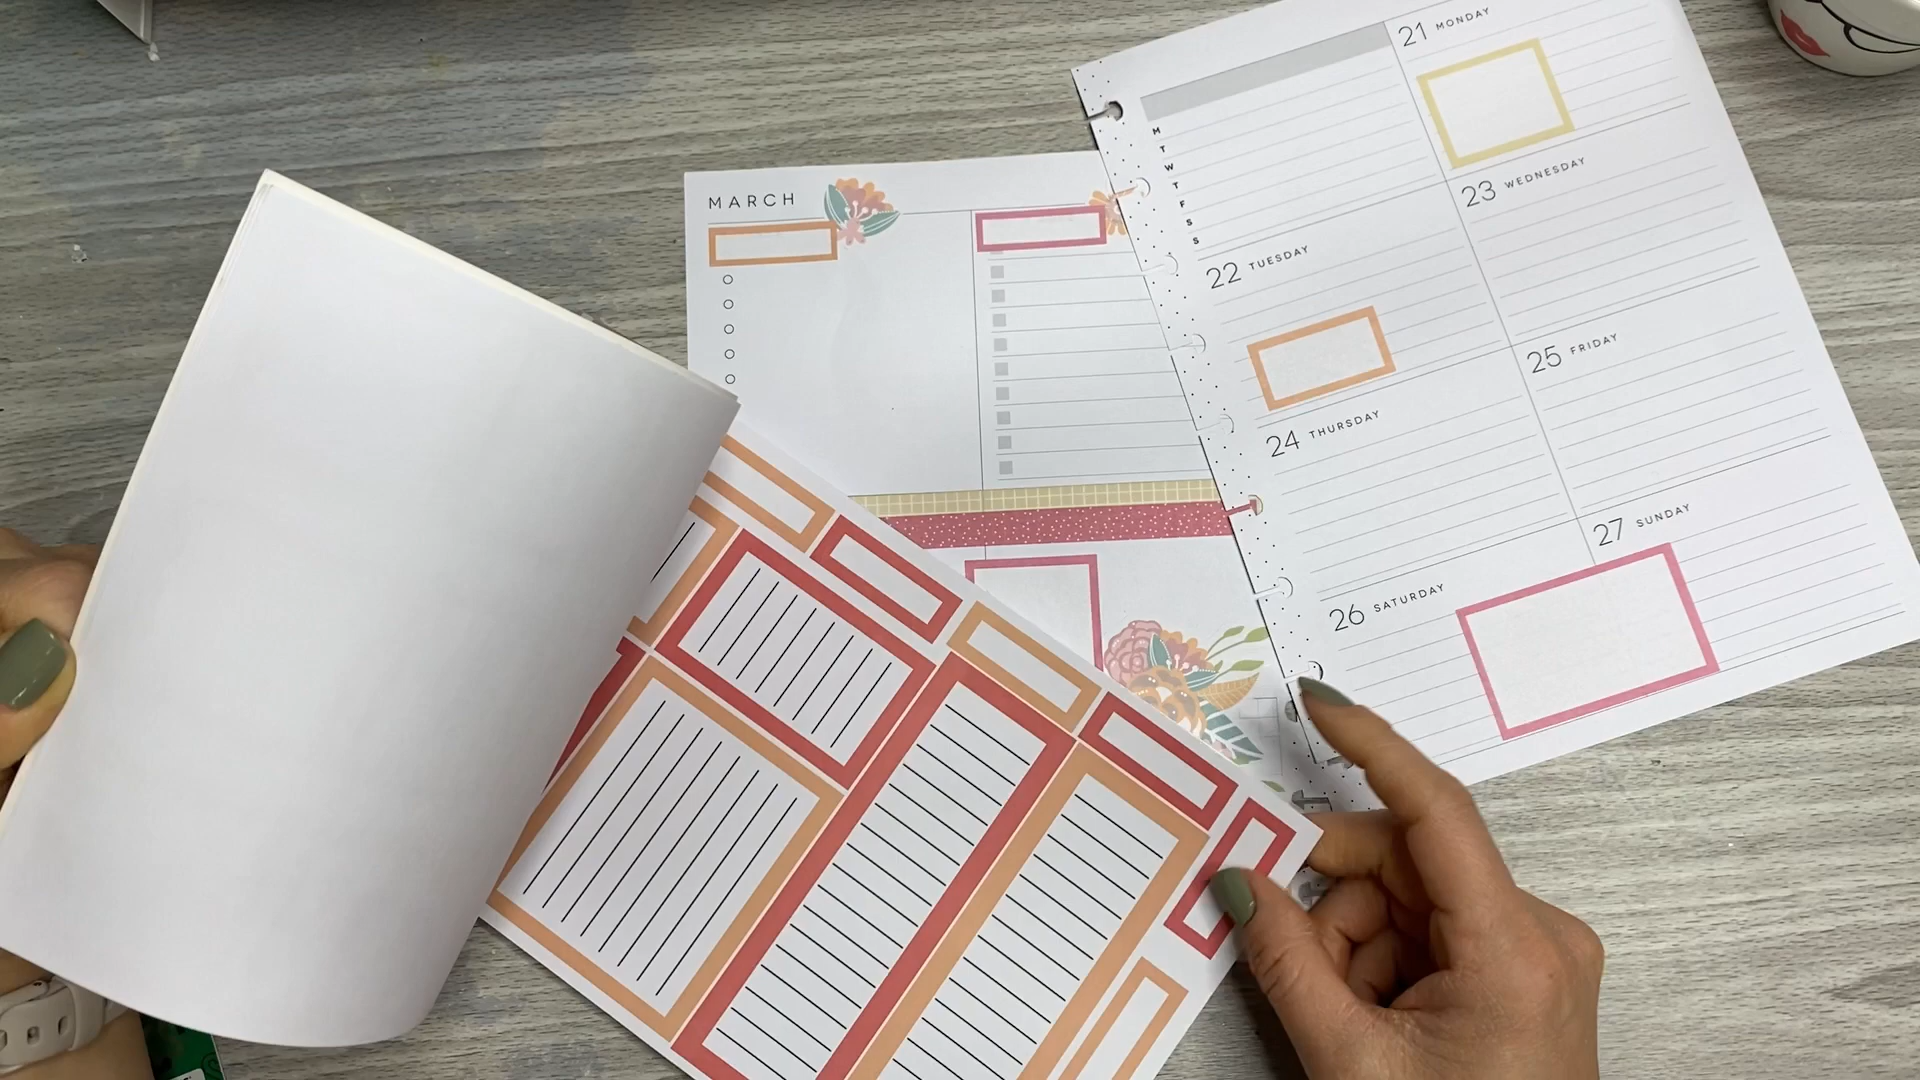 MARCH
M
T
W
T
F
S
S
21 MONDAY
22 TUESDAY
23 WEDNESDAY
24 THURSDAY
25 FRIDAY
26 SATURDAY
27 SUNDAY